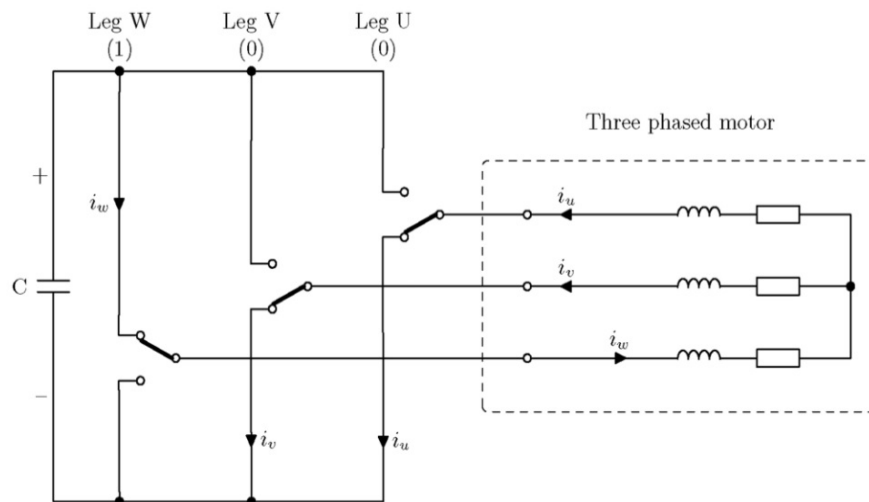 Leg W
(1)
Leg V
(0)
Leg U
(0)
Three phased motor
+
C
−
i_w
i_v
i_u
i_u
i_v
i_w